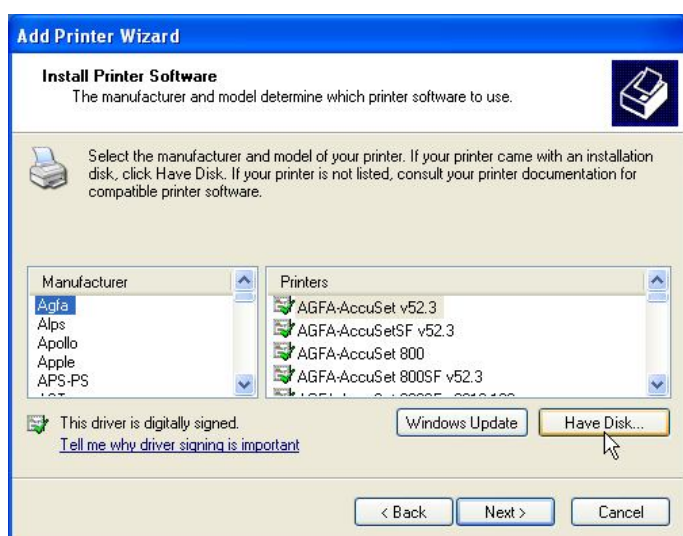 Add Printer Wizard
Install Printer Software
The manufacturer and model determine which printer software to use.
Select the manufacturer and model of your printer. If your printer came with an installation
disk, click Have Disk. If your printer is not listed, consult your printer documentation for
compatible printer software.
Manufacturer
Agfa
Alps
Apollo
Apple
APS-PS
Printers
AGFA-AccuSet v52.3
AGFA-AccuSetSF v52.3
AGFA-AccuSet 800
AGFA-AccuSet 800SF v52.3
This driver is digitally signed.
Tell me why driver signing is important
Windows Update
Have Disk...
< Back
Next >
Cancel